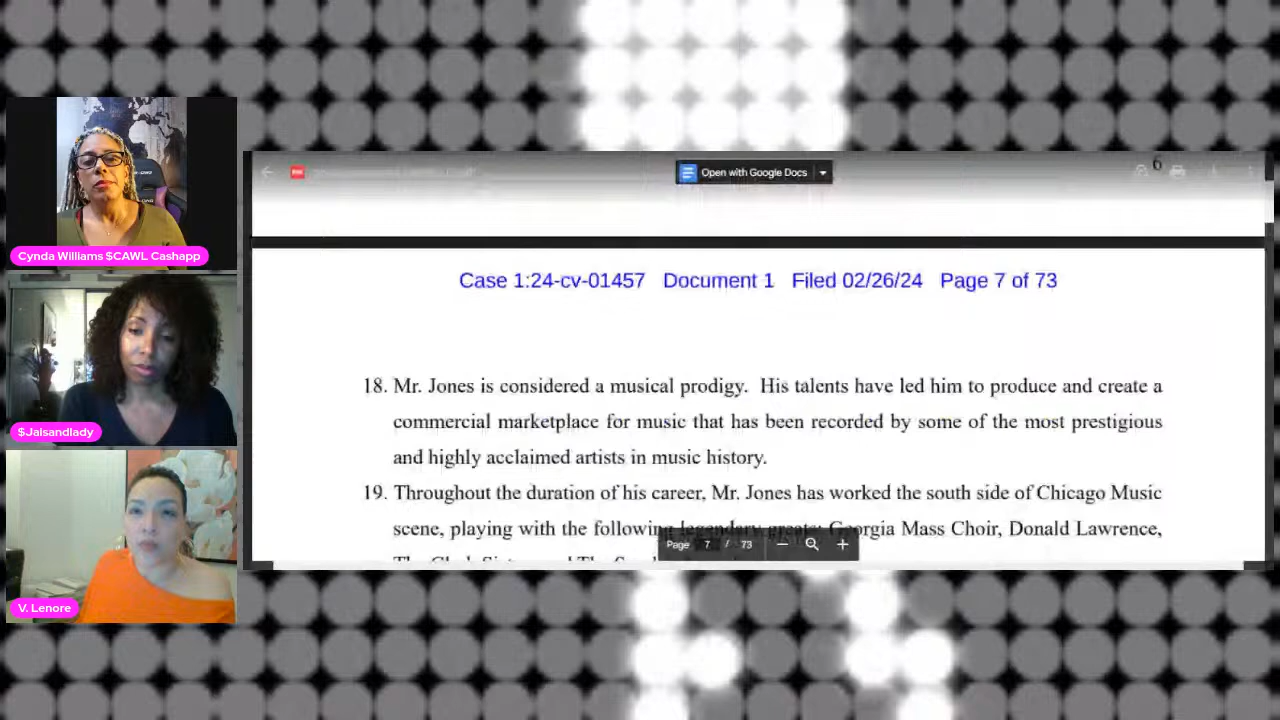 6
Open with Google Docs
Case 1:24-cv-01457 Document 1 Filed 02/26/24 Page 7 of 73
18. Mr. Jones is considered a musical prodigy. His talents have led him to produce and create a
commercial marketplace for music that has been recorded by some of the most prestigious
and highly acclaimed artists in music history.
19. Throughout the duration of his career, Mr. Jones has worked the south side of Chicago Music
scene, playing with the following legendary greats: Georgia Mass Choir, Donald Lawrence,
Page 7 / 73
Cynda Williams $CAWL Cashapp
$Jaisandlady
V. Lenore